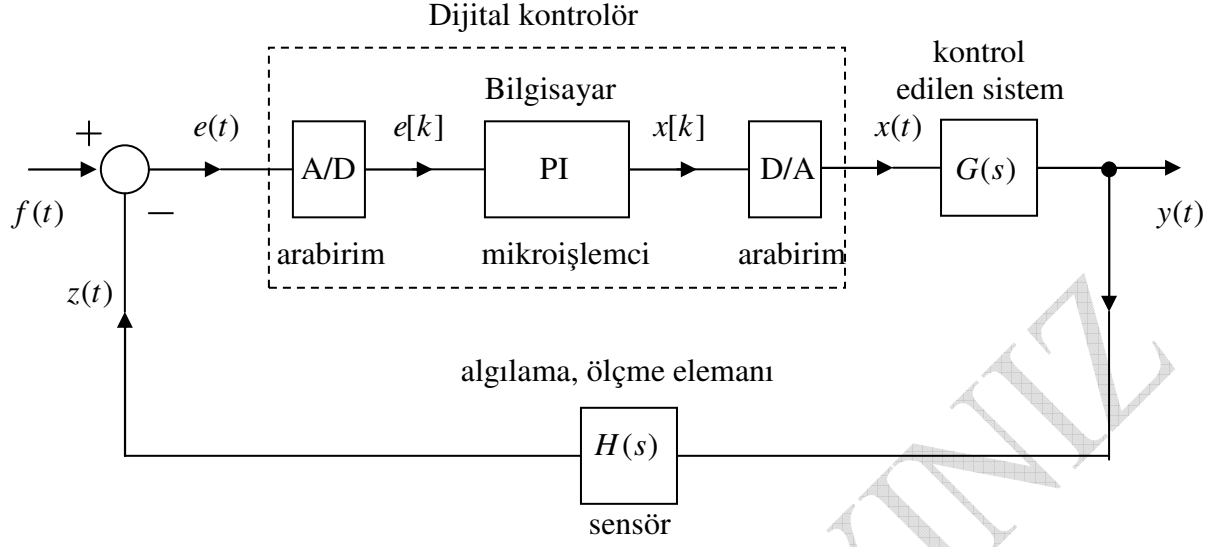 Dijital kontrolör
kontrol
edilen sistem
Bilgisayar
+
e(t)
e[k]
x[k]
x(t)
A/D
PI
D/A
G(s)
f(t)
−
y(t)
arabirim
mikroişlemci
arabirim
z(t)
algılama, ölçme elemanı
H(s)
sensör